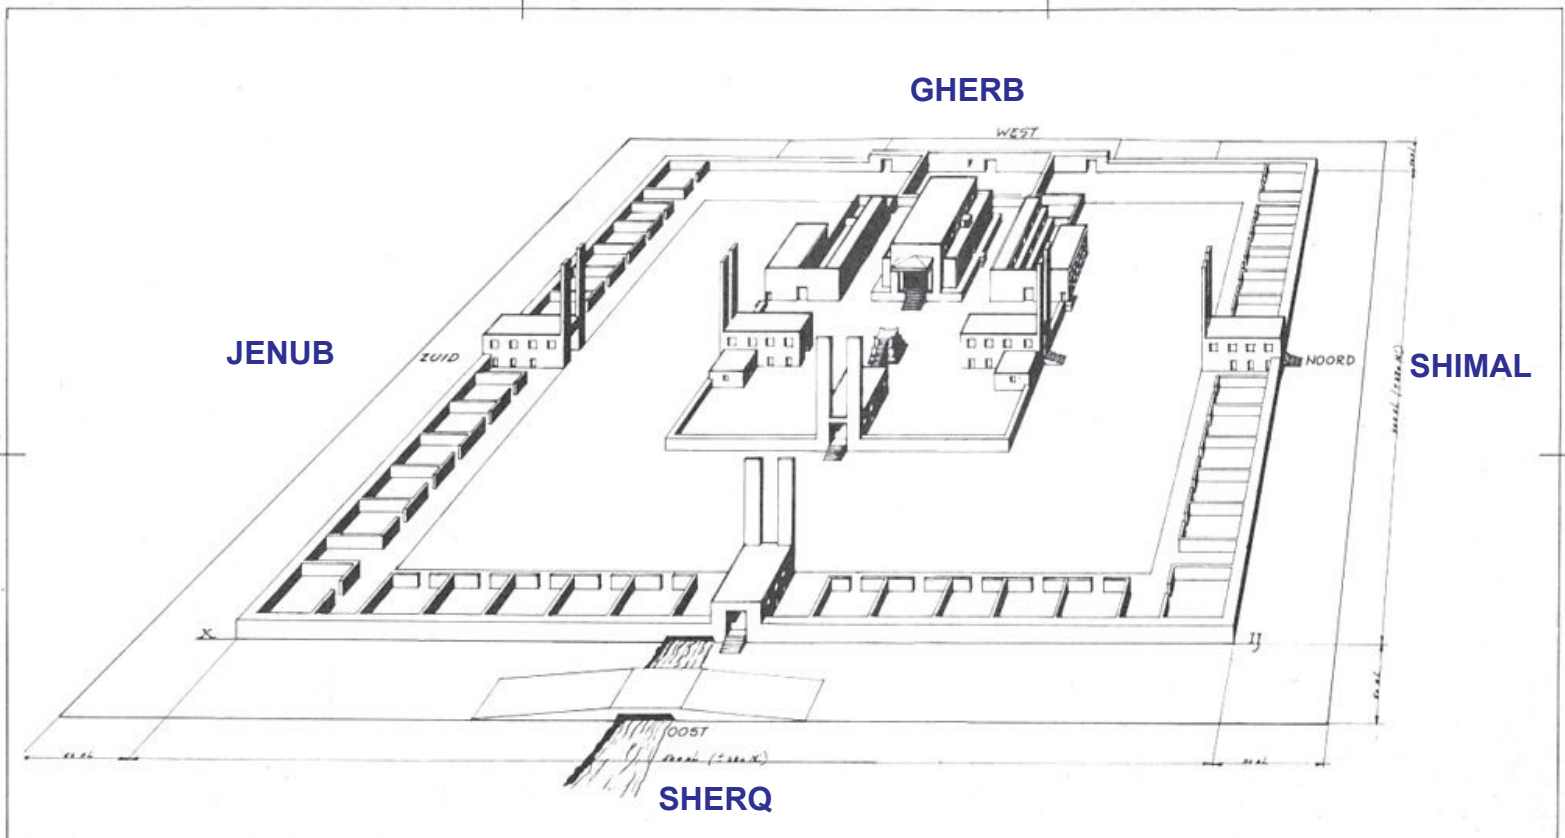 GHERB
WEST
JENUB
ZUID
NOORD
SHIMAL
X
IJ
OOST
SHERQ